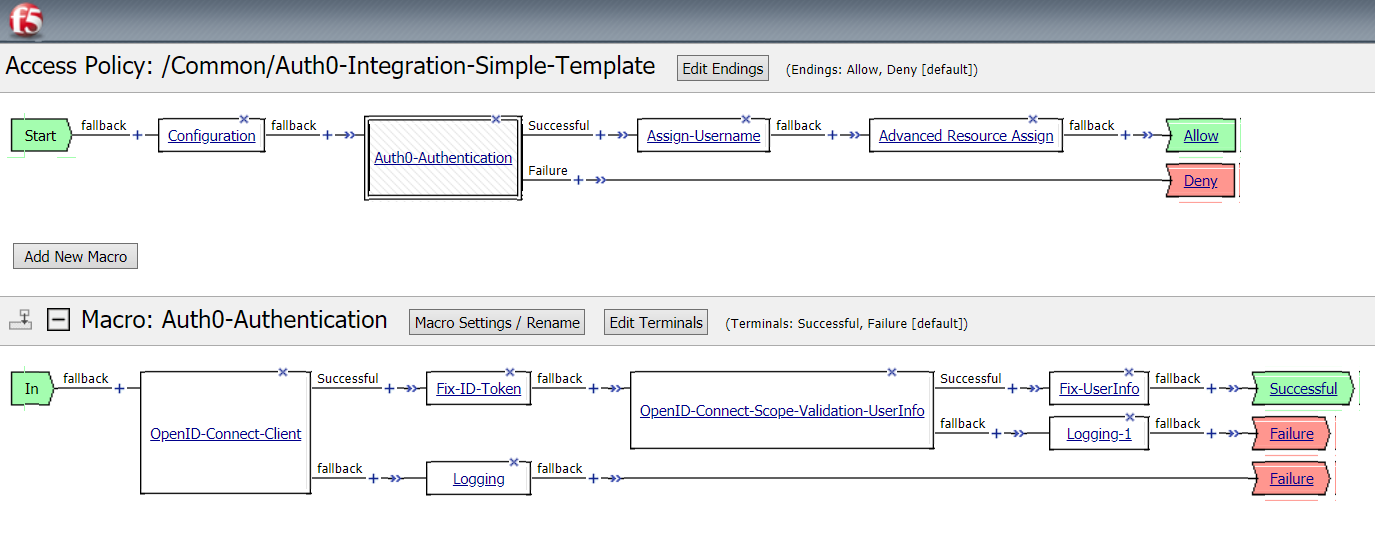 f5
Access Policy: /Common/Auth0-Integration-Simple-Template Edit Endings (Endings: Allow, Deny [default])
Start fallback Configuration fallback Auth0-Authentication Successful Assign-Username fallback Advanced Resource Assign fallback Allow
Failure Deny
Add New Macro
Macro: Auth0-Authentication Macro Settings / Rename Edit Terminals (Terminals: Successful, Failure [default])
In fallback OpenID-Connect-Client Successful Fix-ID-Token fallback OpenID-Connect-Scope-Validation-UserInfo Successful Fix-UserInfo fallback Successful
fallback Logging-1 fallback Failure
fallback Logging fallback Failure